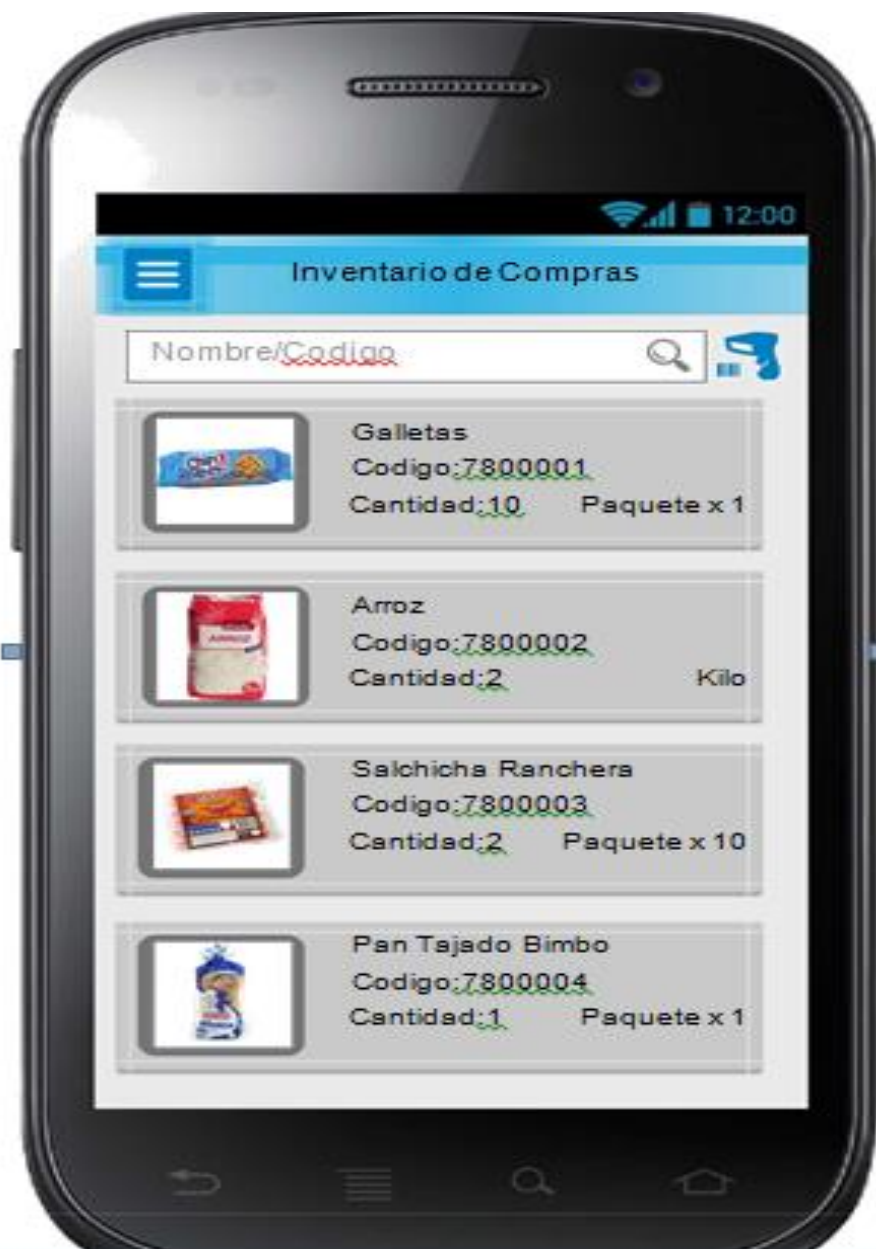 12:00
Inventario de Compras
Nombre/Codigo
Galletas
Codigo:7800001
Cantidad:10 Paquete x 1
Arroz
Codigo:7800002
Cantidad:2 Kilo
ARROZ
Salchicha Ranchera
Codigo:7800003
Cantidad:2 Paquete x 10
Pan Tajado Bimbo
Codigo:7800004
Cantidad:1 Paquete x 1